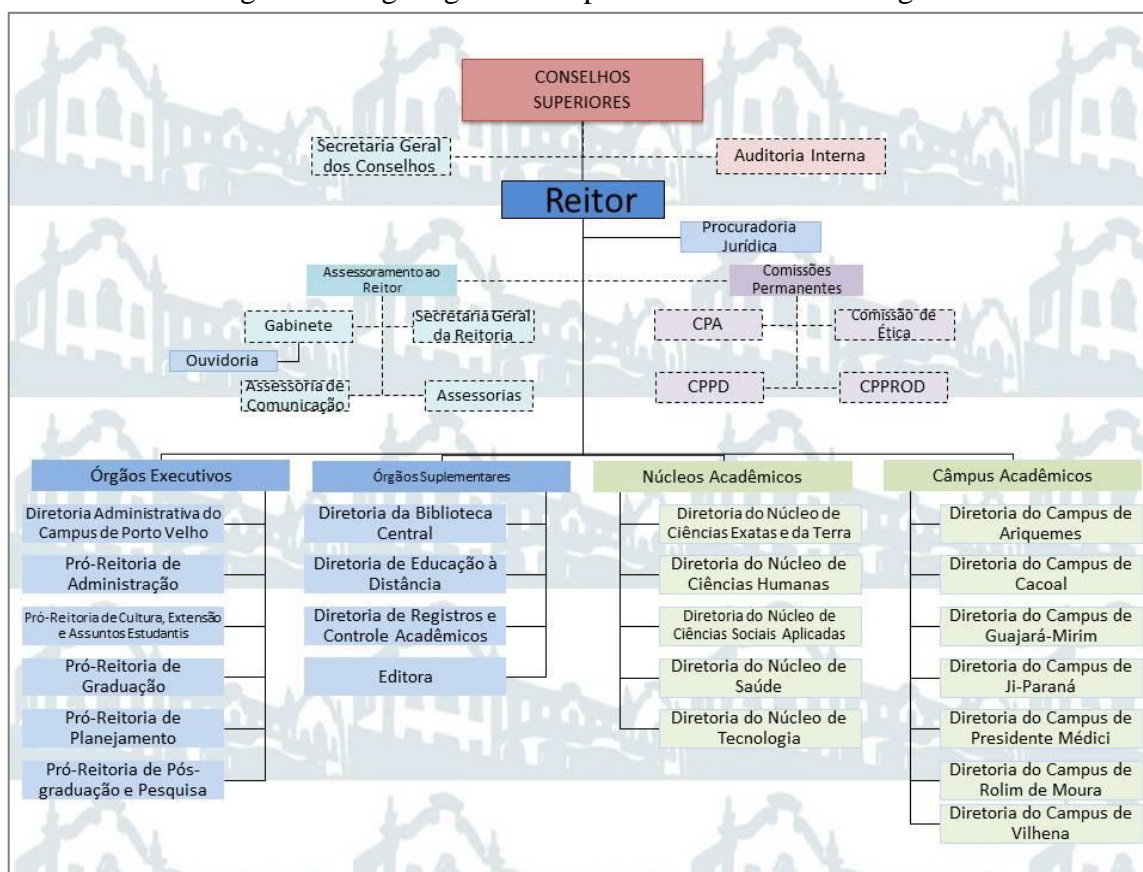 CONSELHOS
SUPERIORES
Secretaria Geral
dos Conselhos
Auditoria Interna
Reitor
Procuradoria
Jurídica
Assessoramento ao
Reitor
Comissões
Permanentes
Gabinete
Secretaria Geral
da Reitoria
CPA
Comissão de
Ética
Ouvidoria
Assessoria de
Comunicação
Assessorias
CPPD
CPPROD
Órgãos Executivos
Diretoria Administrativa do
Campus de Porto Velho
Pró-Reitoria de
Administração
Pró-Reitoria de Cultura, Extensão
e Assuntos Estudantis
Pró-Reitoria de
Graduação
Pró-Reitoria de
Planejamento
Pró-Reitoria de Pós-
graduação e Pesquisa
Órgãos Suplementares
Diretoria da Biblioteca
Central
Diretoria de Educação à
Distância
Diretoria de Registros e
Controle Acadêmicos
Editora
Núcleos Acadêmicos
Diretoria do Núcleo de
Ciências Exatas e da Terra
Diretoria do Núcleo de
Ciências Humanas
Diretoria do Núcleo de
Ciências Sociais Aplicadas
Diretoria do Núcleo de
Saúde
Diretoria do Núcleo de
Tecnologia
Câmpus Acadêmicos
Diretoria do Campus de
Ariquemes
Diretoria do Campus de
Cacoal
Diretoria do Campus de
Guajará-Mirim
Diretoria do Campus de
Ji-Paraná
Diretoria do Campus de
Presidente Médici
Diretoria do Campus de
Rolim de Moura
Diretoria do Campus de
Vilhena